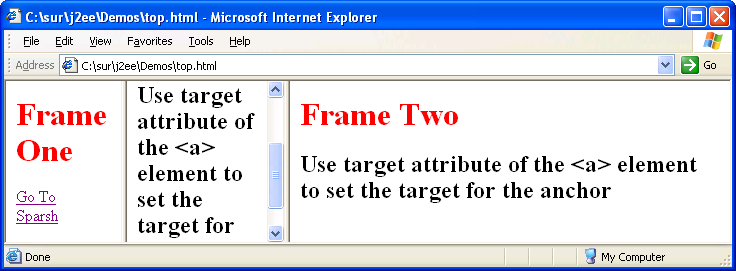 C:\sur\j2ee\Demos\top.html - Microsoft Internet Explorer
File Edit View Favorites Tools Help
Address C:\sur\j2ee\Demos\top.html Go
Frame
One
Go To
Sparsh
Use target
attribute of
the <a>
element to
set the
target for
Frame Two
Use target attribute of the <a> element
to set the target for the anchor
Done My Computer